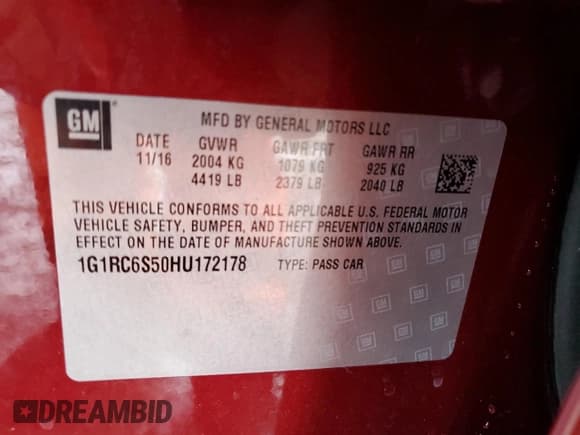 GM
MFD BY GENERAL MOTORS LLC
DATE GVWR GAWR FRT GAWR RR
11/16 2004 KG 1079 KG 925 KG
4419 LB 2379 LB 2040 LB
THIS VEHICLE CONFORMS TO ALL APPLICABLE U.S. FEDERAL MOTOR
VEHICLE SAFETY, BUMPER, AND THEFT PREVENTION STANDARDS IN
EFFECT ON THE DATE OF MANUFACTURE SHOWN ABOVE.
1G1RC6S50HU172178 TYPE: PASS CAR
DREAMBID